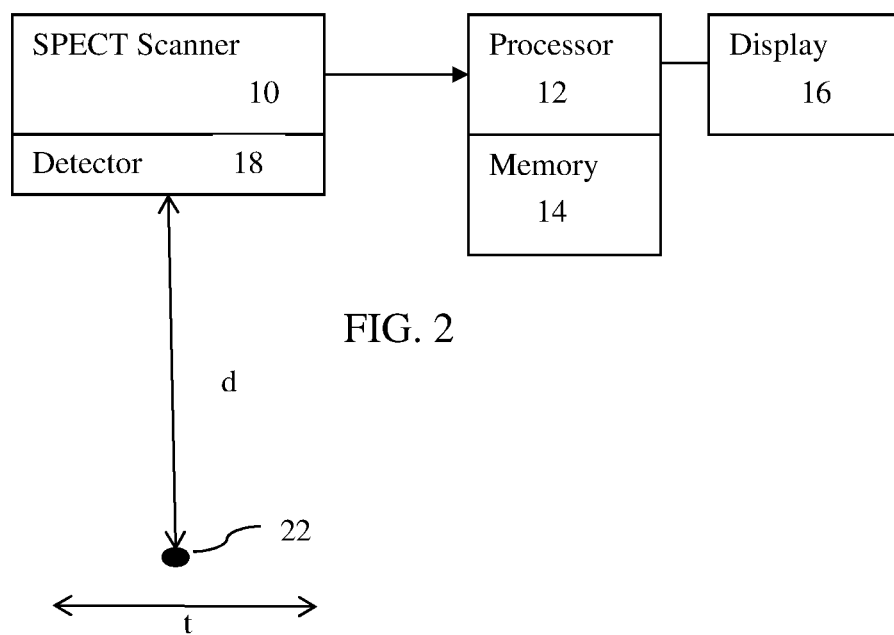 SPECT Scanner
10
Detector 18
Processor
12
Memory
14
Display
16
FIG. 2
d
22
t